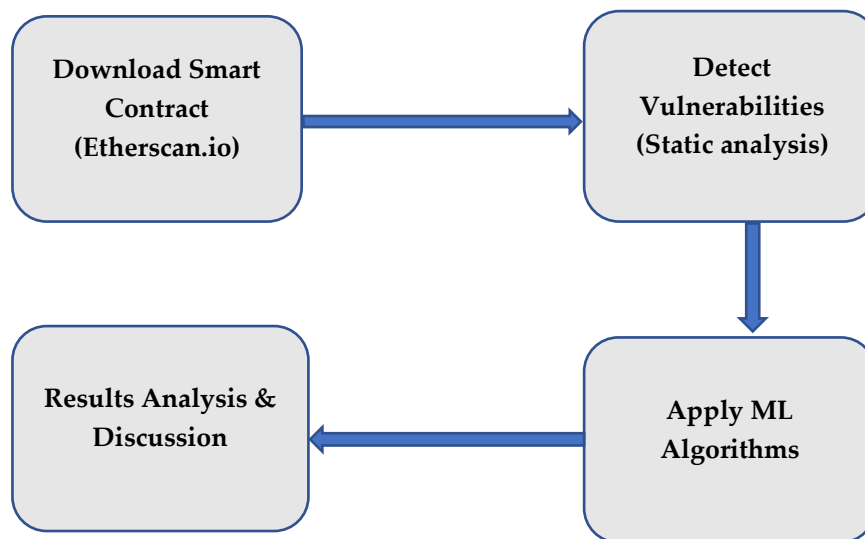 Download Smart
Contract
(Etherscan.io)
Detect
Vulnerabilities
(Static analysis)
Apply ML
Algorithms
Results Analysis &
Discussion